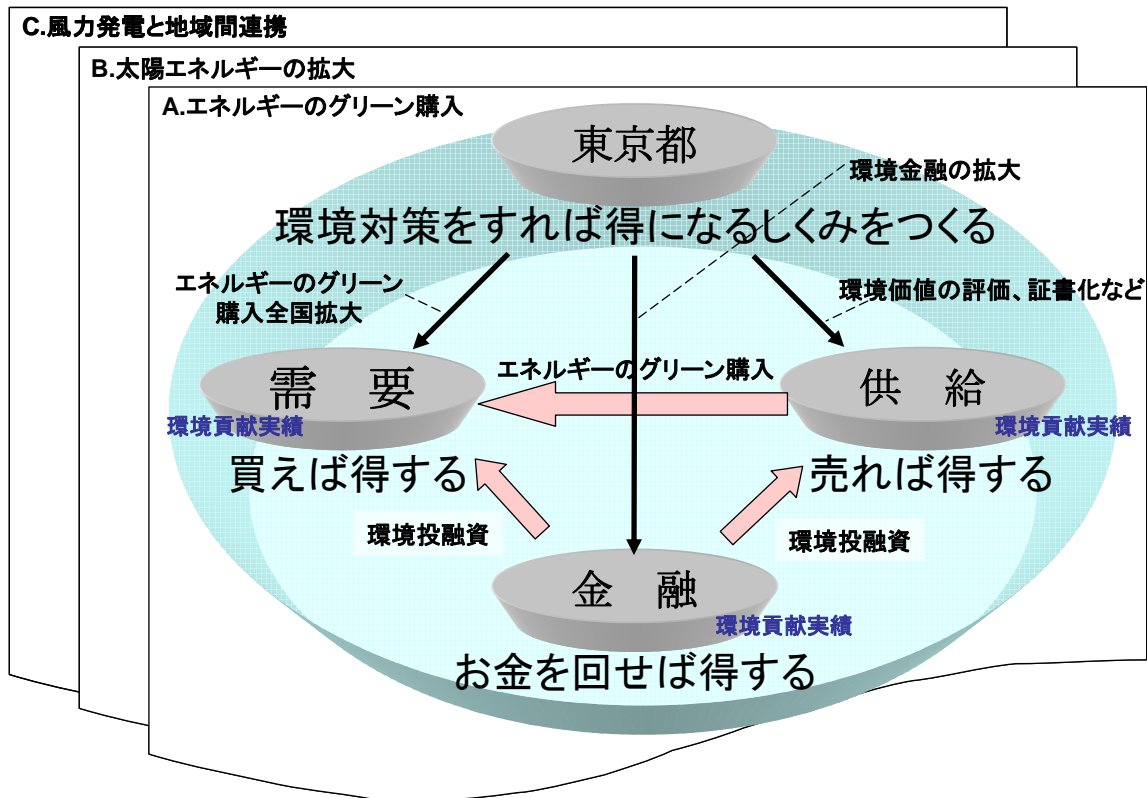 C.風力発電と地域間連携
B.太陽エネルギーの拡大
A.エネルギーのグリーン購入
東京都
環境金融の拡大
環境対策をすれば得になるしくみをつくる
エネルギーのグリーン
購入全国拡大
環境価値の評価、証書化など
エネルギーのグリーン購入
需　要
供　給
環境貢献実績
環境貢献実績
買えば得する
売れば得する
環境投融資
環境投融資
金　融
環境貢献実績
お金を回せば得する